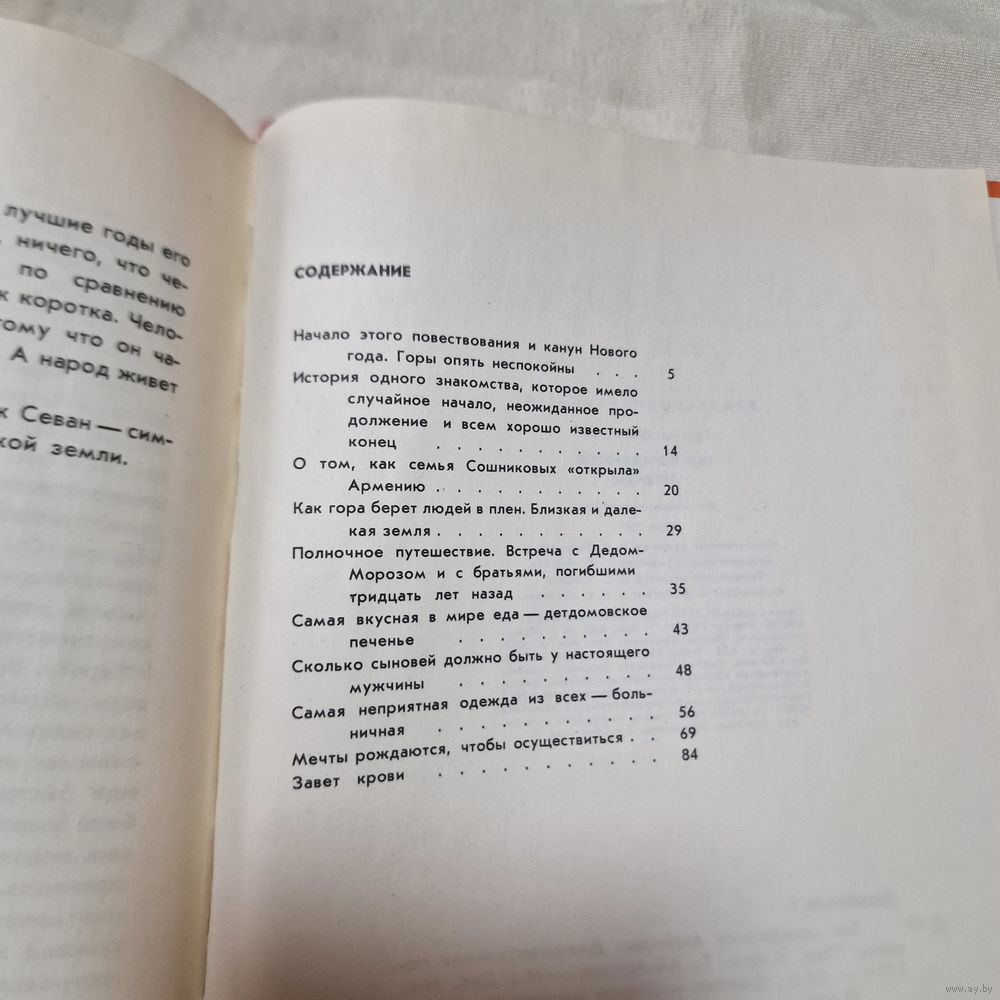 лучшие годы его
ничего, что че-
по сравнению
коротка. Чело-
что он ча-
А народ живет
Севан — сим-
земли.
СОДЕРЖАНИЕ
Начало этого повествования и канун Нового
года. Горы опять неспокойны . . . 5
История одного знакомства, которое имело
случайное начало, неожиданное про-
должение и всем хорошо известный
конец . . . . . . . . . . 14
О том, как семья Сошниковых «открыла»
Армению . . . . . . . . . . 20
Как гора берет людей в плен. Близкая и дале-
кая земля . . . . . . . . . . 29
Полночное путешествие. Встреча с Дедом-
Морозом и с братьями, погибшими
тридцать лет назад . . . . . . 35
Самая вкусная в мире еда — детдомовское
печенье . . . . . . . . . 43
Сколько сыновей должно быть у настоящего
мужчины . . . . . . . . . 48
Самая неприятная одежда из всех — боль-
ничная . . . . . . . . . . 56
Мечты рождаются, чтобы осуществиться . . 69
Завет крови . . . . . . . . . . 84
www.ay.by